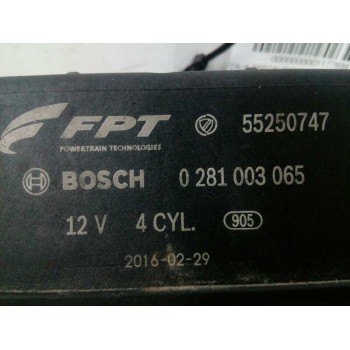 FPT 55250747
POWERTRAIN TECHNOLOGIES
BOSCH 0 281 003 065
12 V 4 CYL. 905
2016-02-29